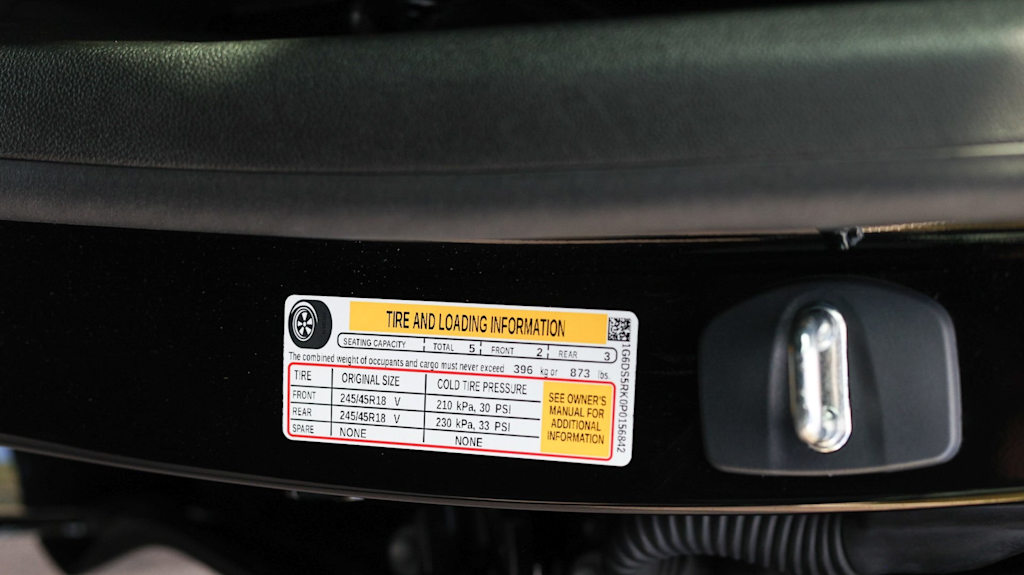 TIRE AND LOADING INFORMATION
SEATING CAPACITY TOTAL 5 FRONT 2 REAR 3
The combined weight of occupants and cargo must never exceed 396 kg or 873 lbs.
TIRE ORIGINAL SIZE COLD TIRE PRESSURE
FRONT 245/45R18 V 210 kPa, 30 PSI
REAR 245/45R18 V 230 kPa, 33 PSI
SPARE NONE NONE
SEE OWNER'S
MANUAL FOR
ADDITIONAL
INFORMATION
1G6DS5RK0P0156842